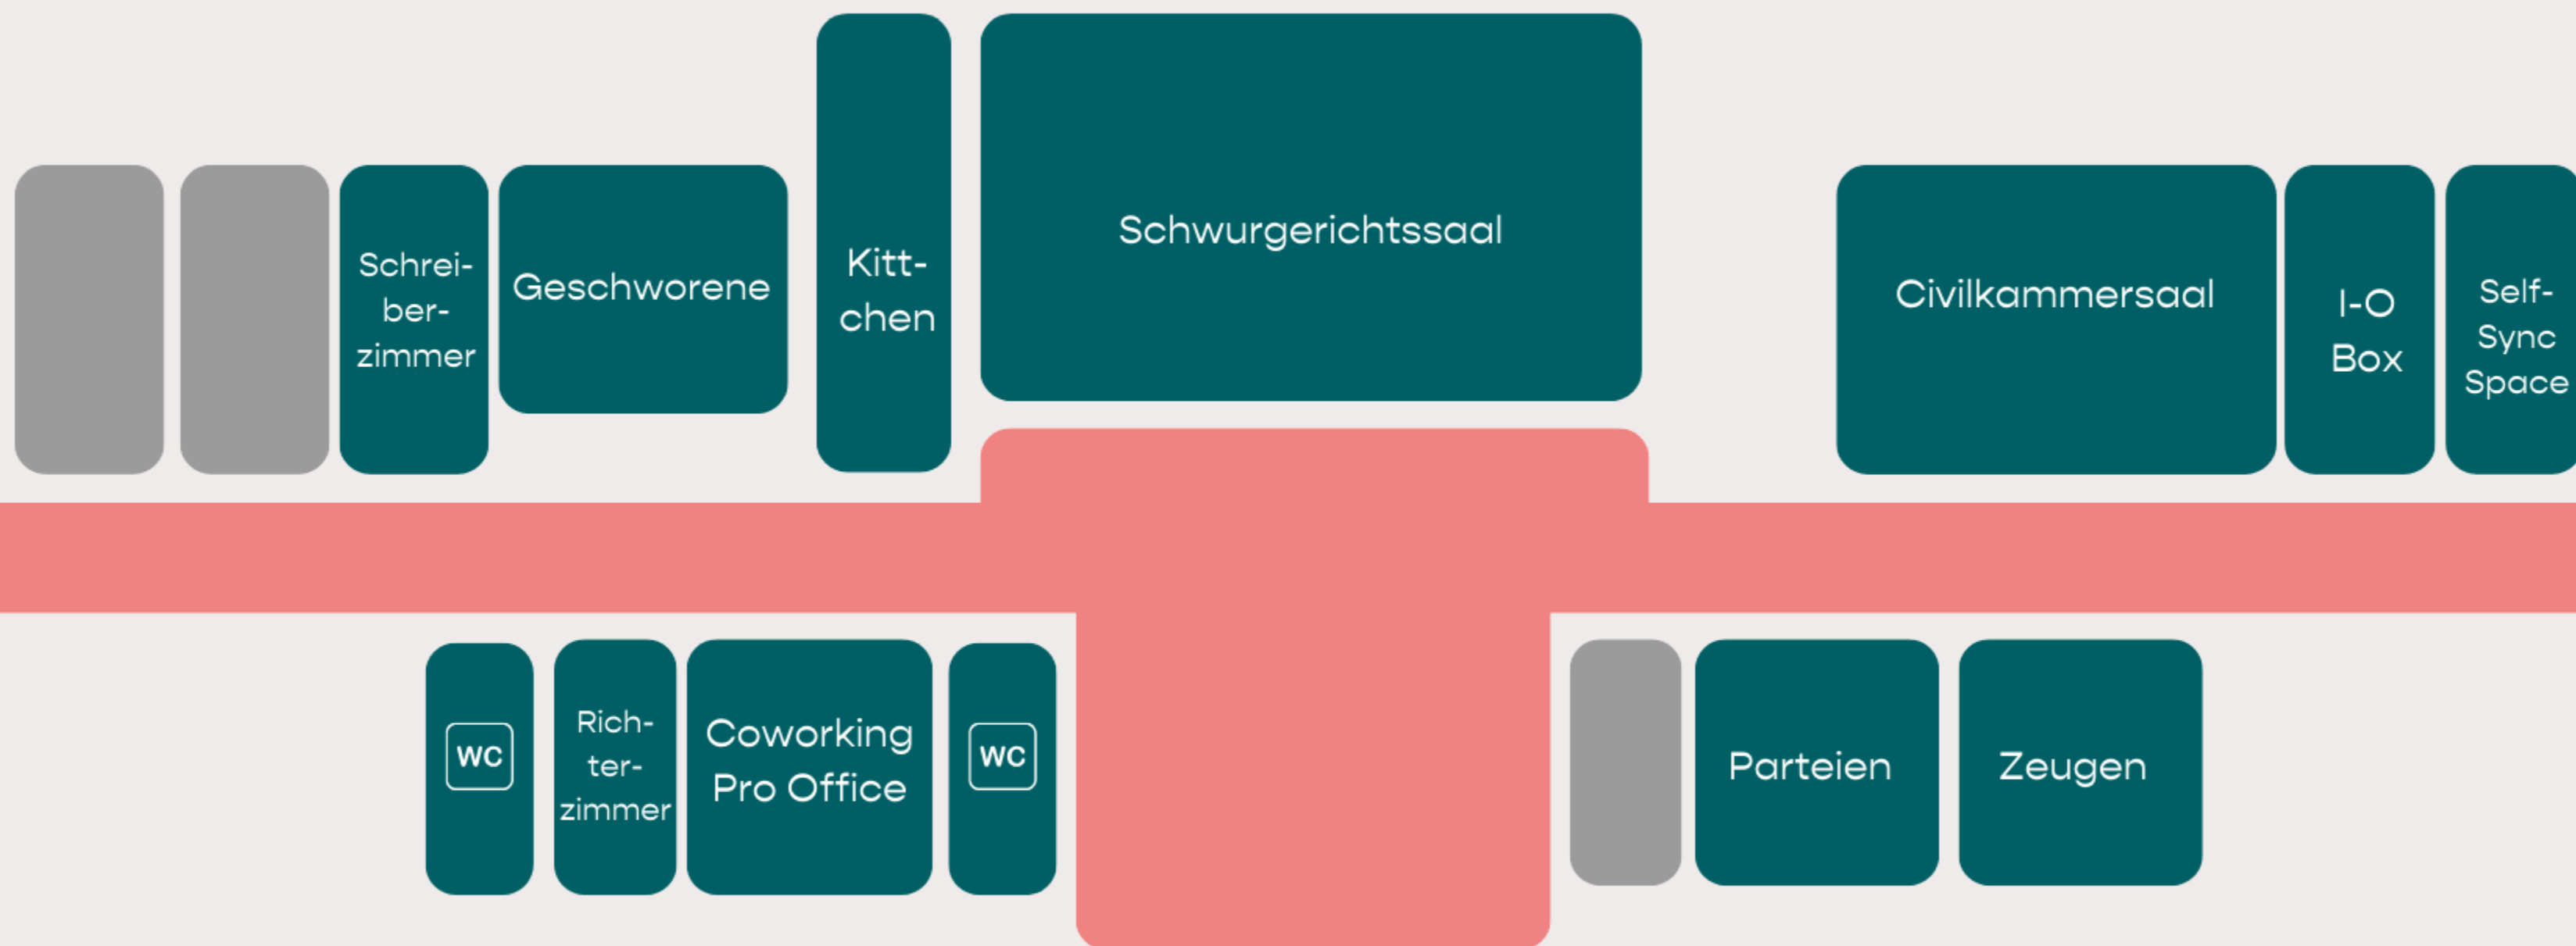 Schrei-
ber-
zimmer
Geschworene
Kitt-
chen
Schwurgerichtssaal
Civilkammersaal
I-O
Box
Self-
Sync
Space
WC
Rich-
ter-
zimmer
Coworking
Pro Office
WC
Parteien
Zeugen